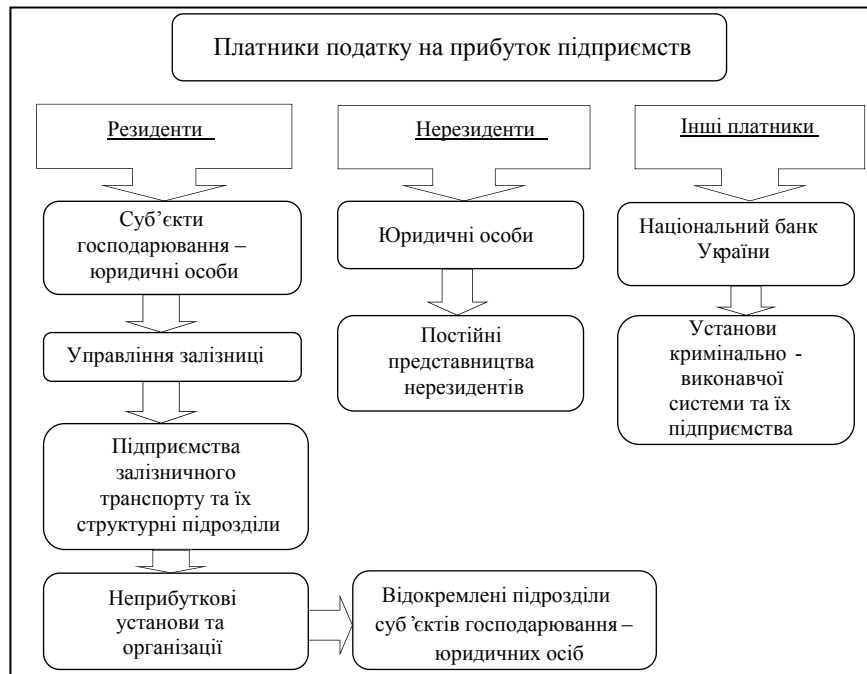 Платники податку на прибуток підприємств
Резиденти
Суб’єкти
господарювання –
юридичні особи
Управління залізниці
Підприємства
залізничного
транспорту та їх
структурні підрозділи
Неприбуткові
установи та
організації
Відокремлені підрозділи
суб’єктів господарювання –
юридичних осіб
Нерезиденти
Юридичні особи
Постійні
представництва
нерезидентів
Інші платники
Національний банк
України
Установи
кримінально -
виконавчої
системи та їх
підприємства